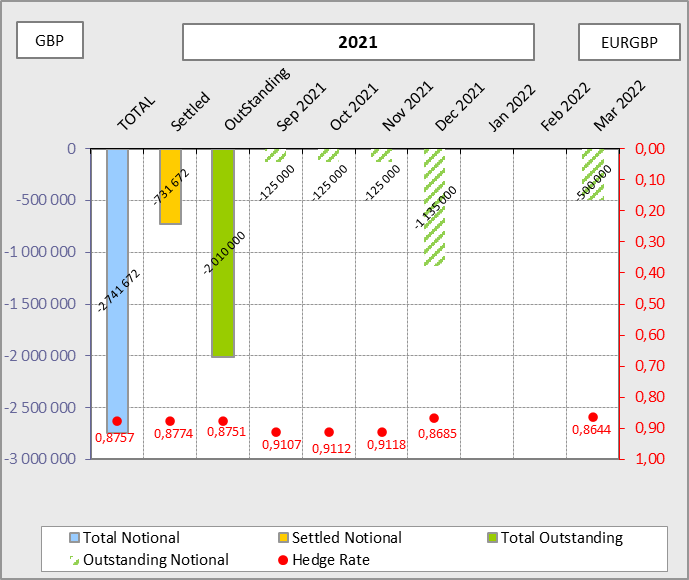 GBP
2021
EURGBP
TOTAL
Settled
OutStanding
Sep 2021
Oct 2021
Nov 2021
Dec 2021
Jan 2022
Feb 2022
Mar 2022
0
-500 000
-1 000 000
-1 500 000
-2 000 000
-2 500 000
-3 000 000
-2 741 672
-731 672
-2 010 000
-125 000
-125 000
-125 000
-1 135 000
-500 000
0,8757
0,8774
0,8751
0,9107
0,9112
0,9118
0,8685
0,8644
0,00
0,10
0,20
0,30
0,40
0,50
0,60
0,70
0,80
0,90
1,00
Total Notional
Settled Notional
Total Outstanding
Outstanding Notional
Hedge Rate